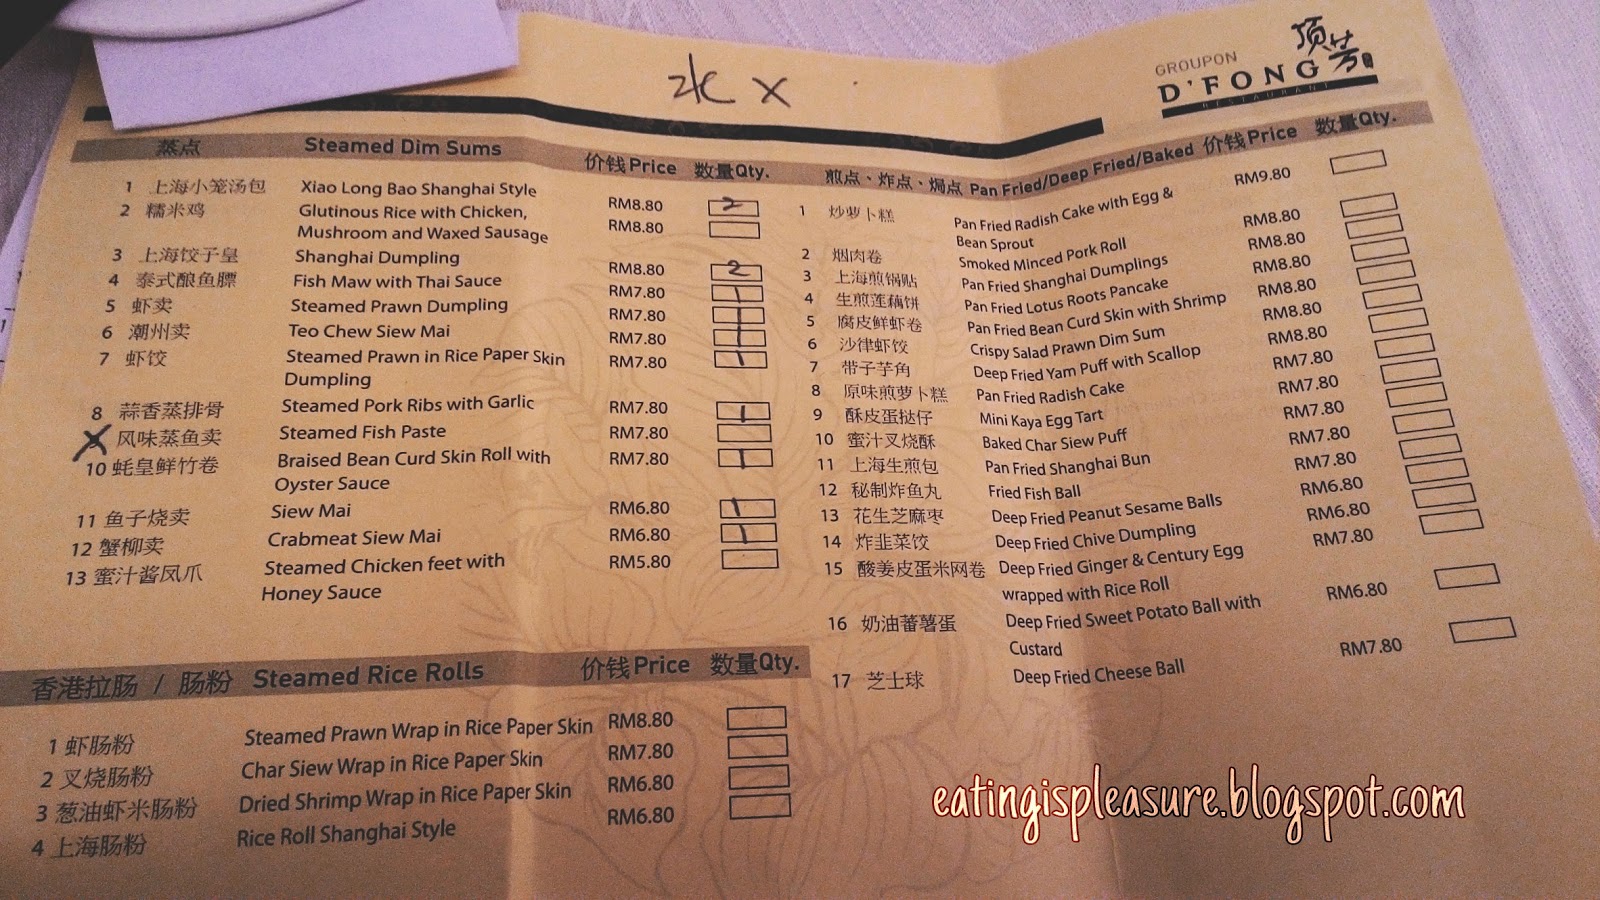 水 X
GROUPON
顶芳
D'FONG
RESTAURANT
蒸点 Steamed Dim Sums 价钱Price 数量Qty.
1 上海小笼汤包 Xiao Long Bao Shanghai Style RM8.80 2
2 糯米鸡 Glutinous Rice with Chicken, RM8.80
Mushroom and Waxed Sausage
3 上海饺子皇 Shanghai Dumpling RM8.80 2
4 泰式酿鱼膘 Fish Maw with Thai Sauce RM7.80 1
5 虾卖 Steamed Prawn Dumpling RM7.80 1
6 潮州卖 Teo Chew Siew Mai RM7.80 1
7 虾饺 Steamed Prawn in Rice Paper Skin RM7.80 1
Dumpling
8 蒜香蒸排骨 Steamed Pork Ribs with Garlic RM7.80 1
X 风味蒸鱼卖 Steamed Fish Paste RM7.80
10 蚝皇鲜竹卷 Braised Bean Curd Skin Roll with RM7.80 1
Oyster Sauce
11 鱼子烧卖 Siew Mai RM6.80 1
12 蟹柳卖 Crabmeat Siew Mai RM6.80 1
13 蜜汁酱凤爪 Steamed Chicken feet with RM5.80
Honey Sauce
香港拉肠 / 肠粉 Steamed Rice Rolls 价钱Price 数量Qty.
1 虾肠粉 Steamed Prawn Wrap in Rice Paper Skin RM8.80
2 叉烧肠粉 Char Siew Wrap in Rice Paper Skin RM7.80
3 葱油虾米肠粉 Dried Shrimp Wrap in Rice Paper Skin RM6.80
4 上海肠粉 Rice Roll Shanghai Style RM6.80
煎点、炸点、焗点 Pan Fried/Deep Fried/Baked 价钱Price 数量Qty.
1 炒萝卜糕 Pan Fried Radish Cake with Egg & RM9.80
Bean Sprout
2 烟肉卷 Smoked Minced Pork Roll RM8.80
3 上海煎锅贴 Pan Fried Shanghai Dumplings RM8.80
4 生煎莲藕饼 Pan Fried Lotus Roots Pancake RM8.80
5 腐皮鲜虾卷 Pan Fried Bean Curd Skin with Shrimp RM8.80
6 沙律虾饺 Crispy Salad Prawn Dim Sum RM8.80
7 带子芋角 Deep Fried Yam Puff with Scallop RM8.80
8 原味煎萝卜糕 Pan Fried Radish Cake RM7.80
9 酥皮蛋挞仔 Mini Kaya Egg Tart RM7.80
10 蜜汁叉烧酥 Baked Char Siew Puff RM7.80
11 上海生煎包 Pan Fried Shanghai Bun RM7.80
12 秘制炸鱼丸 Fried Fish Ball RM7.80
13 花生芝麻枣 Deep Fried Peanut Sesame Balls RM6.80
14 炸韭菜饺 Deep Fried Chive Dumpling RM6.80
15 酸姜皮蛋米网卷 Deep Fried Ginger & Century Egg RM7.80
wrapped with Rice Roll
16 奶油蕃薯蛋 Deep Fried Sweet Potato Ball with RM6.80
Custard
17 芝士球 Deep Fried Cheese Ball RM7.80
eatingispleasure.blogspot.com